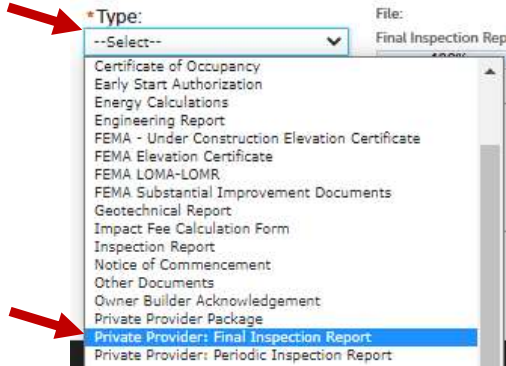 *Type:
File:
--Select--
Final Inspection Rep
100%
Certificate of Occupancy
Early Start Authorization
Energy Calculations
Engineering Report
FEMA - Under Construction Elevation Certificate
FEMA Elevation Certificate
FEMA LOMA-LOMR
FEMA Substantial Improvement Documents
Geotechnical Report
Impact Fee Calculation Form
Inspection Report
Notice of Commencement
Other Documents
Owner Builder Acknowledgement
Private Provider Package
Private Provider: Final Inspection Report
Private Provider: Periodic Inspection Report